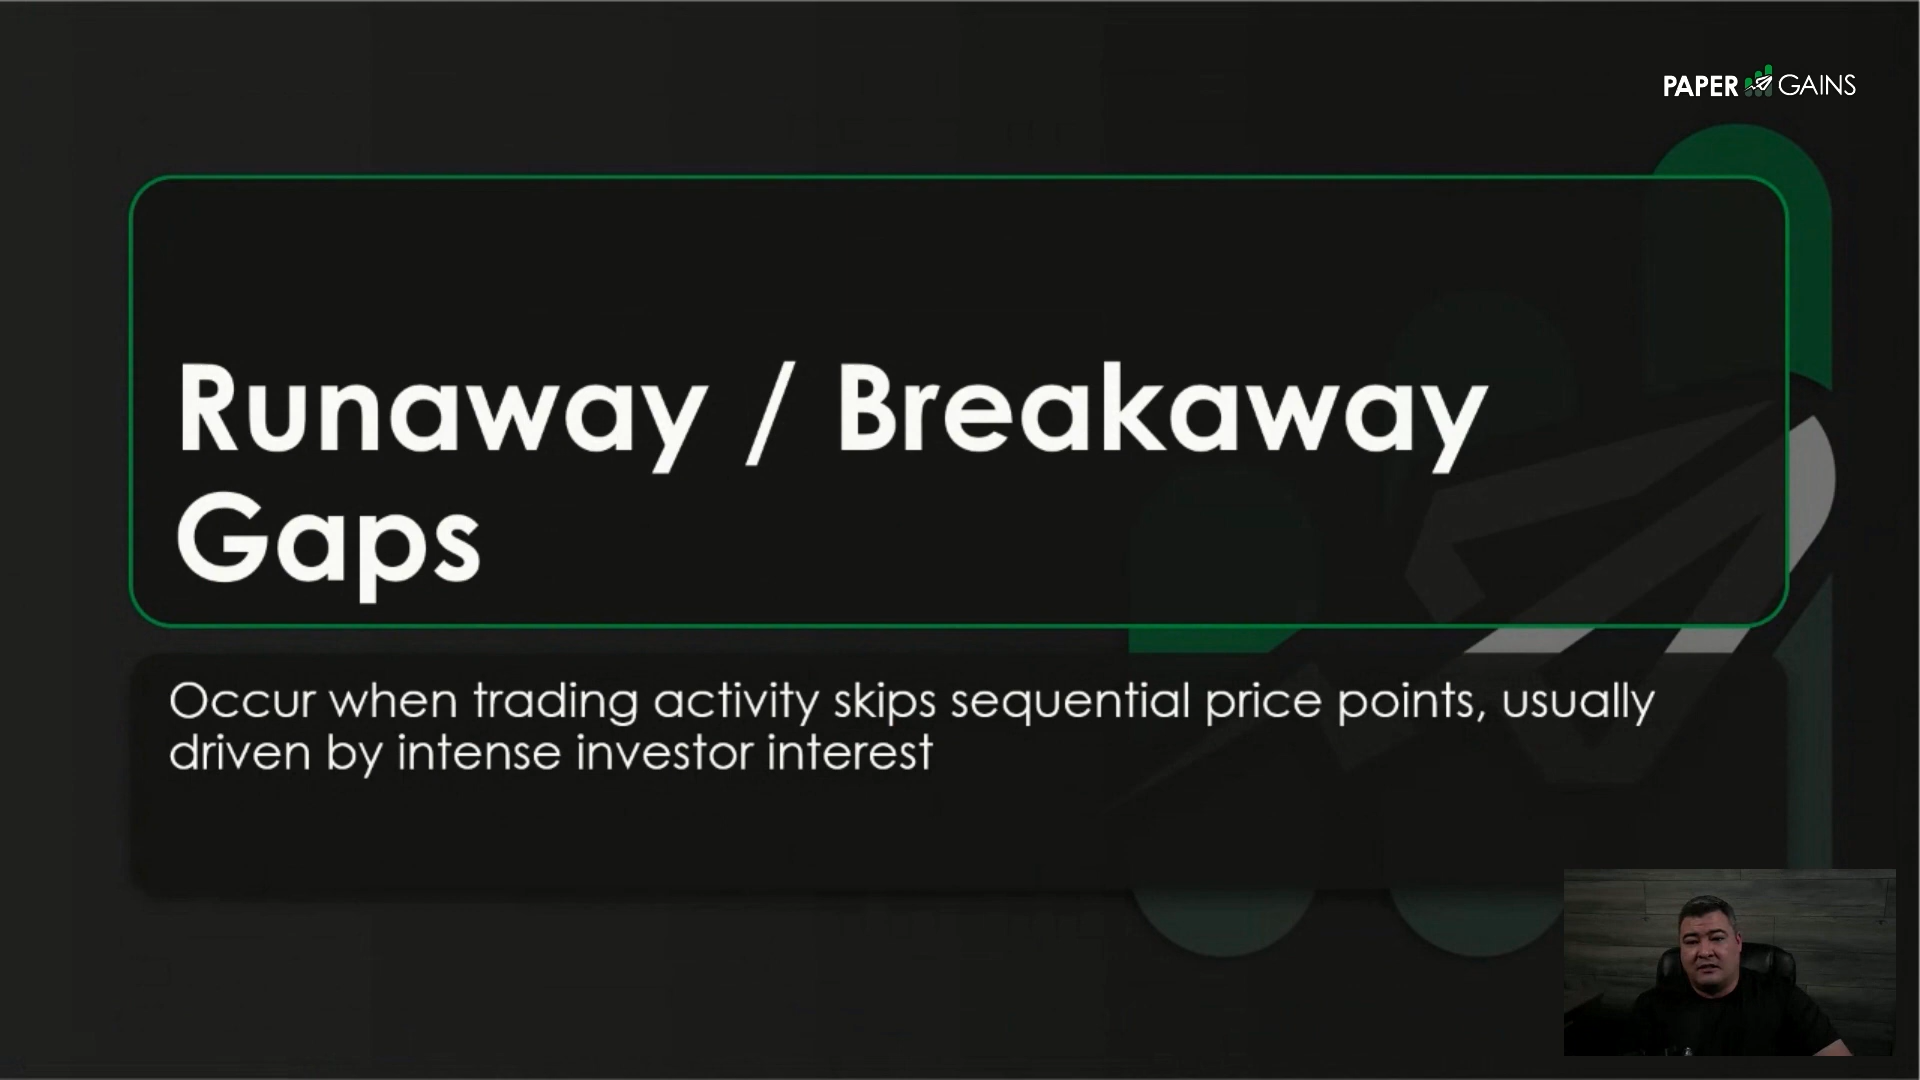 PAPER GAINS
Runaway / Breakaway
Gaps
Occur when trading activity skips sequential price points, usually
driven by intense investor interest